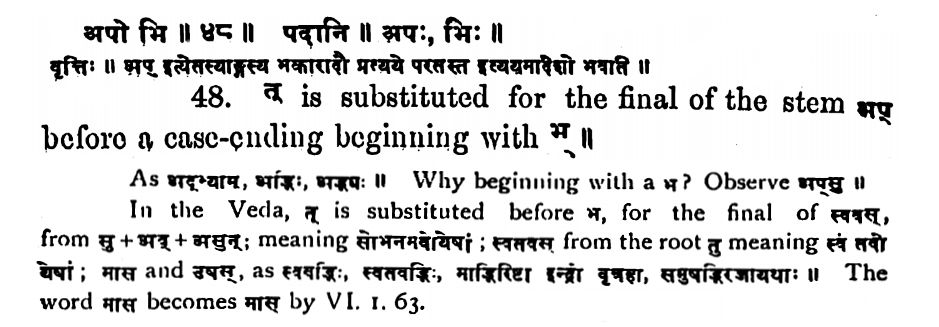 अपो भि ॥ ४८ ॥ पदानि ॥ अपः, भिः ॥
वृत्तिः ॥ अप् इत्येतस्याङ्गस्य भकारादौ प्रत्यये परतस्त इत्ययमादेशो भवति ॥
48. त् is substituted for the final of the stem अप्
before a case-ending beginning with भ् ॥
As अद्भ्याम, अद्भिः, अद्भ्यः ॥ Why beginning with a भ? Observe अप्सु ॥
In the Veda, त् is substituted before भ, for the final of स्ववस्,
from सु + अव् + असुन्; meaning सोभनमवोयेषां; स्वतवस् from the root तु meaning स्वं तवो
येषां; मास and उषस्, as स्ववद्भिः, स्वतवद्भिः, माद्भिरिष्टा इन्द्रो वृत्रहा, समुषद्भिरजायथाः ॥ The
word मास becomes मास् by VI. 1. 63.